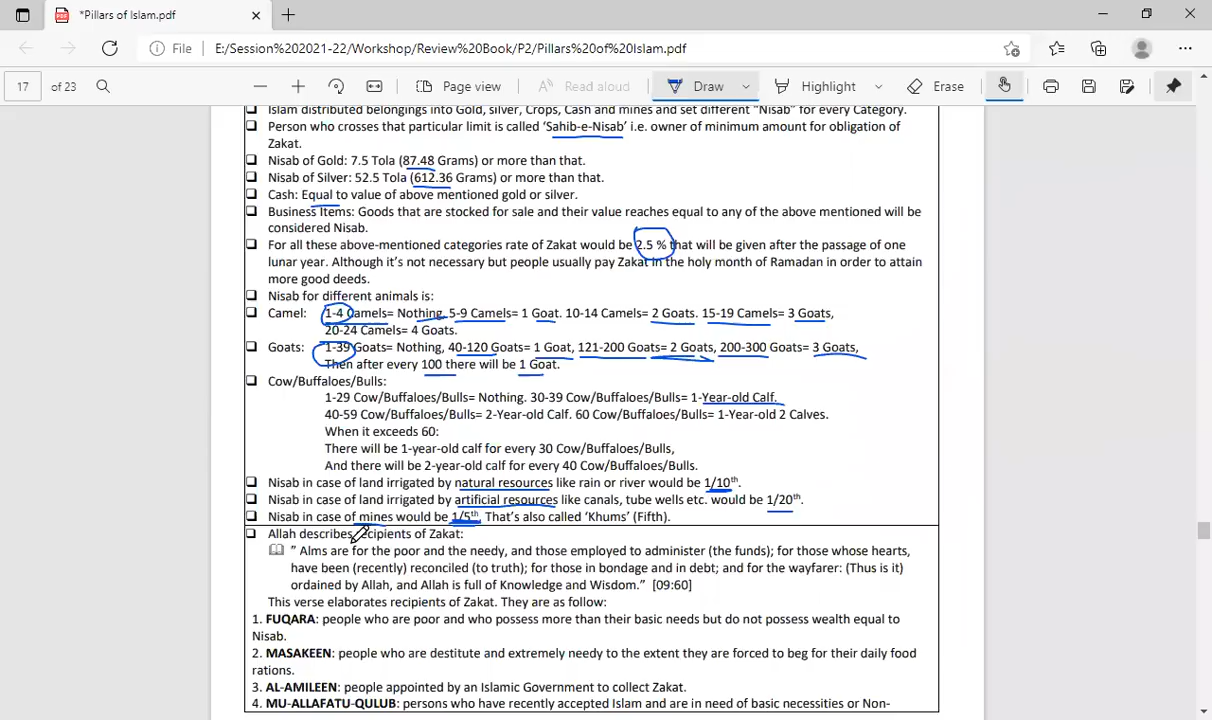 *Pillars of Islam.pdf
File E:/Session%202021-22/Workshop/Review%20Book/P2/Pillars%20of%20Islam.pdf
17 of 23 Page view Read aloud Draw Highlight Erase
Islam distributed belongings into Gold, silver, Crops, Cash and mines and set different "Nisab" for every Category.
Person who crosses that particular limit is called ‘Sahib-e-Nisab’ i.e. owner of minimum amount for obligation of
Zakat.
Nisab of Gold: 7.5 Tola (87.48 Grams) or more than that.
Nisab of Silver: 52.5 Tola (612.36 Grams) or more than that.
Cash: Equal to value of above mentioned gold or silver.
Business Items: Goods that are stocked for sale and their value reaches equal to any of the above mentioned will be
considered Nisab.
For all these above-mentioned categories rate of Zakat would be 2.5 % that will be given after the passage of one
lunar year. Although it’s not necessary but people usually pay Zakat in the holy month of Ramadan in order to attain
more good deeds.
Nisab for different animals is:
Camel: 1-4 Camels= Nothing, 5-9 Camels= 1 Goat. 10-14 Camels= 2 Goats. 15-19 Camels= 3 Goats,
20-24 Camels= 4 Goats.
Goats: 1-39 Goats= Nothing, 40-120 Goats= 1 Goat, 121-200 Goats= 2 Goats, 200-300 Goats= 3 Goats,
Then after every 100 there will be 1 Goat.
Cow/Buffaloes/Bulls:
1-29 Cow/Buffaloes/Bulls= Nothing. 30-39 Cow/Buffaloes/Bulls= 1-Year-old Calf.
40-59 Cow/Buffaloes/Bulls= 2-Year-old Calf. 60 Cow/Buffaloes/Bulls= 1-Year-old 2 Calves.
When it exceeds 60:
There will be 1-year-old calf for every 30 Cow/Buffaloes/Bulls,
And there will be 2-year-old calf for every 40 Cow/Buffaloes/Bulls.
Nisab in case of land irrigated by natural resources like rain or river would be 1/10th.
Nisab in case of land irrigated by artificial resources like canals, tube wells etc. would be 1/20th.
Nisab in case of mines would be 1/5th. That’s also called ‘Khums’ (Fifth).
Allah describes recipients of Zakat:
” Alms are for the poor and the needy, and those employed to administer (the funds); for those whose hearts,
have been (recently) reconciled (to truth); for those in bondage and in debt; and for the wayfarer: (Thus is it)
ordained by Allah, and Allah is full of Knowledge and Wisdom.” [09:60]
This verse elaborates recipients of Zakat. They are as follow:
1. FUQARA: people who are poor and who possess more than their basic needs but do not possess wealth equal to
Nisab.
2. MASAKEEN: people who are destitute and extremely needy to the extent they are forced to beg for their daily food
rations.
3. AL-AMILEEN: people appointed by an Islamic Government to collect Zakat.
4. MU-ALLAFATU-QULUB: persons who have recently accepted Islam and are in need of basic necessities or Non-